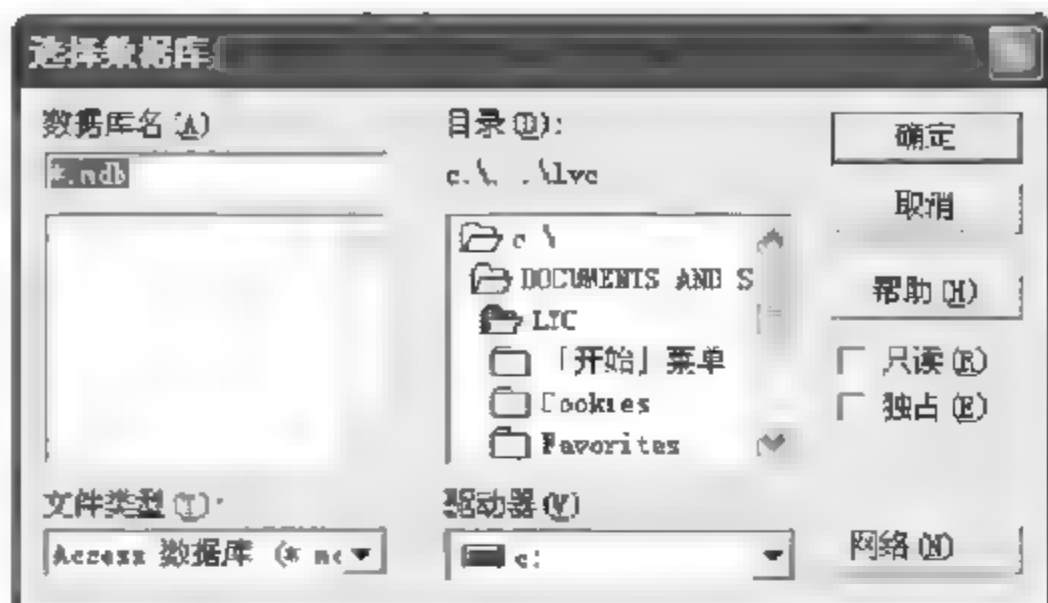 选择数据库
数据库名(A)
*.mdb
目录(D):
c:\...\lyc
c:\
DOCUMENTS AND S
LYC
「开始」菜单
Cookies
Favorites
确定
取消
帮助(H)
只读(R)
独占(E)
文件类型(T):
Access 数据库 (*.md
驱动器(V)
c:
网络(N)